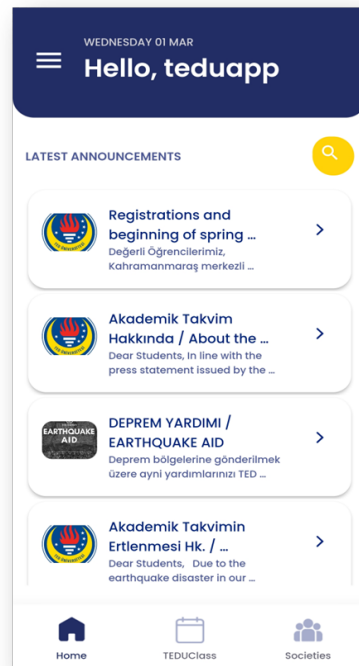 WEDNESDAY 01 MAR
Hello, teduapp
LATEST ANNOUNCEMENTS
Registrations and
beginning of spring ...
Değerli Öğrencilerimiz,
Kahramanmaraş merkezli ...
Akademik Takvim
Hakkında / About the ...
Dear Students, In line with the
press statement issued by the ...
EARTHQUAKE
AID
DEPREM YARDIMI /
EARTHQUAKE AID
Deprem bölgelerine gönderilmek
üzere ayni yardımlarınızı TED ...
Akademik Takvimin
Ertlenmesi Hk. / ...
Dear Students, Due to the
earthquake disaster in our ...
Home
TEDUClass
Societies